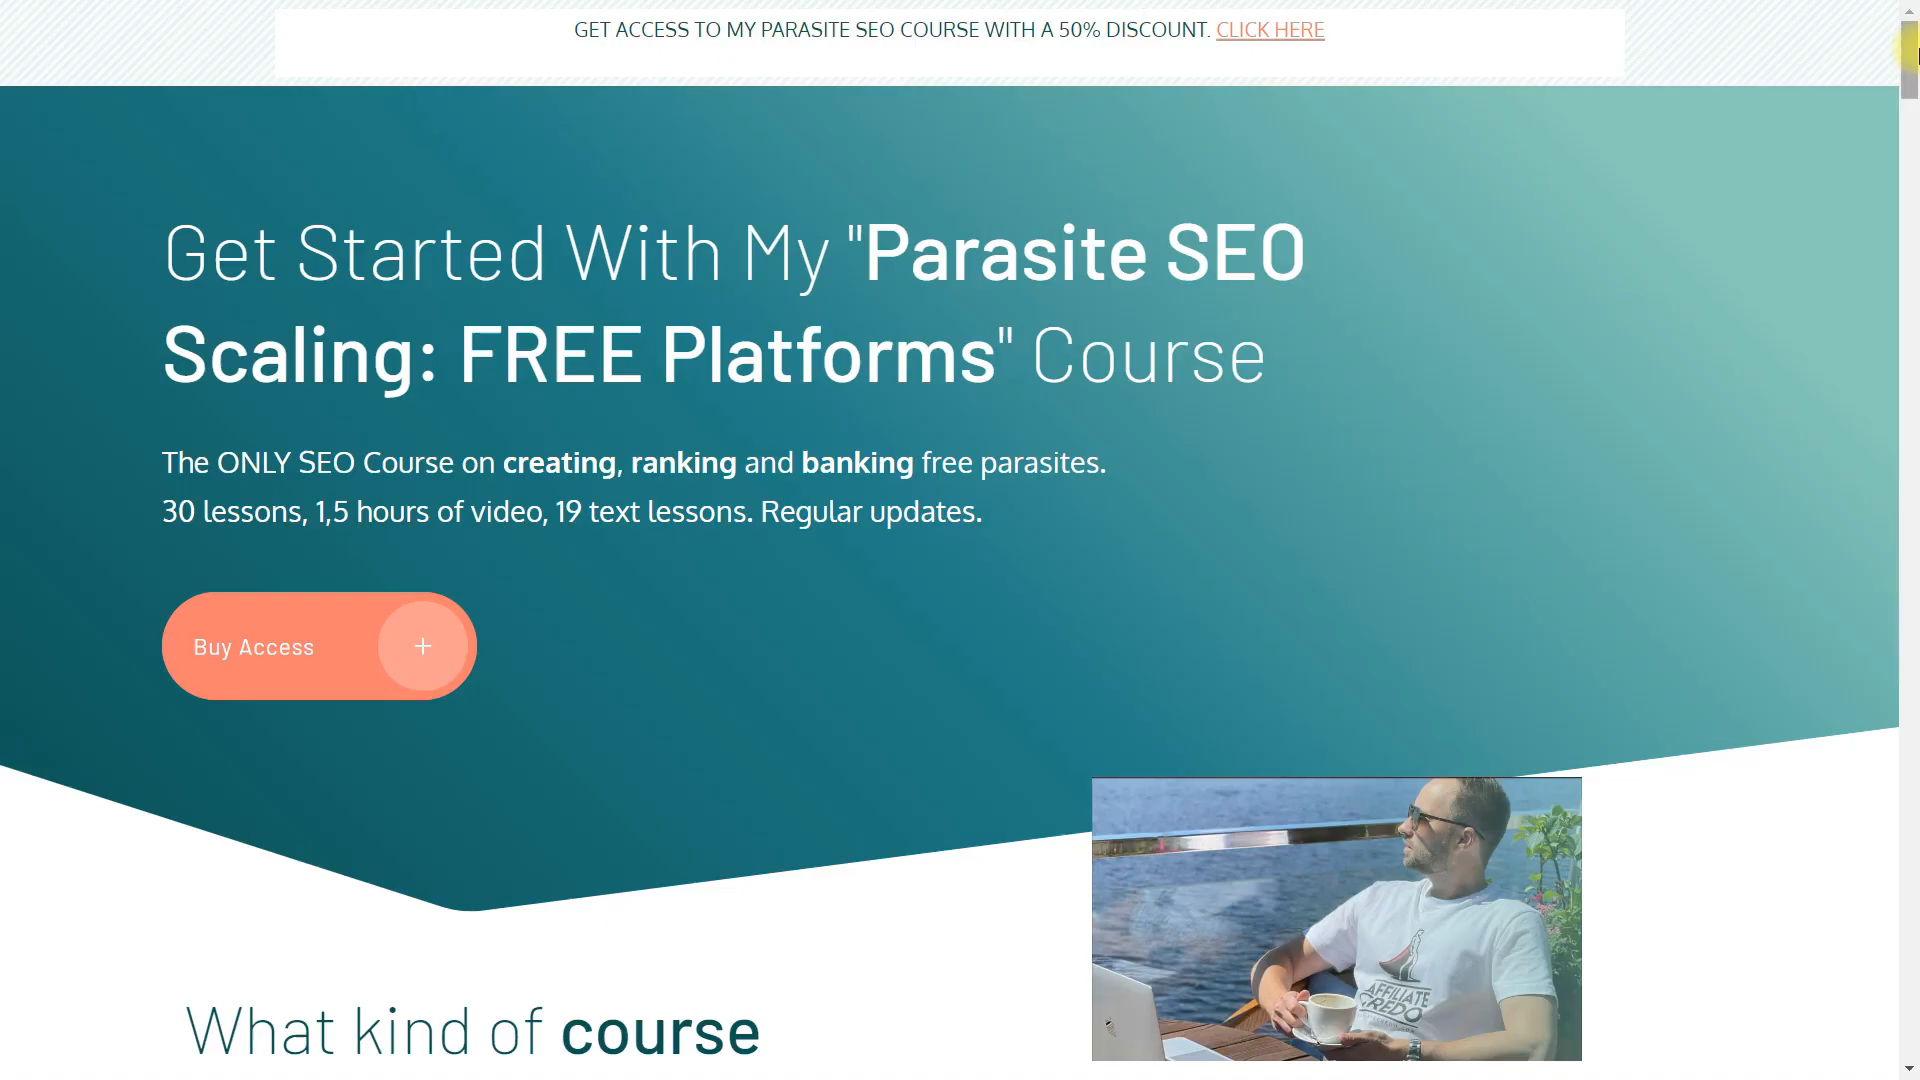 GET ACCESS TO MY PARASITE SEO COURSE WITH A 50% DISCOUNT. CLICK HERE
Get Started With My "Parasite SEO
Scaling: FREE Platforms" Course
The ONLY SEO Course on creating, ranking and banking free parasites.
30 lessons, 1,5 hours of video, 19 text lessons. Regular updates.
Buy Access +
What kind of course
AFFILIATE
CREDO